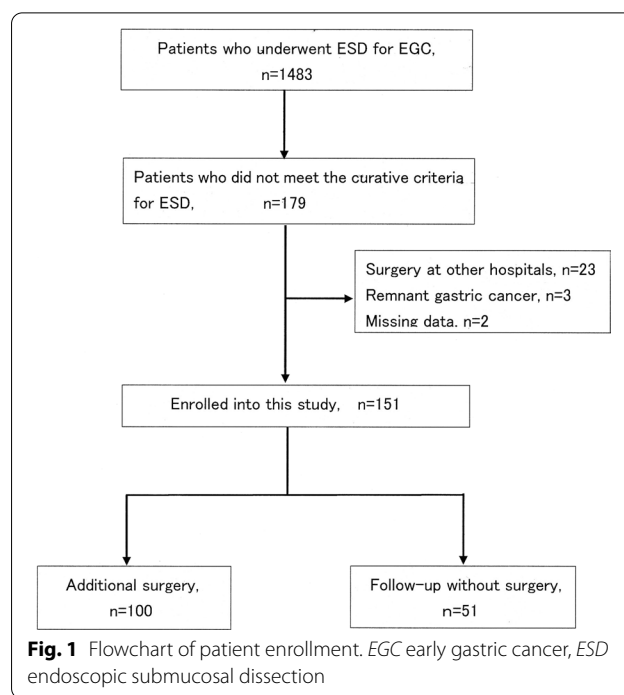 Patients who underwent ESD for EGC,
n=1483
Patients who did not meet the curative criteria
for ESD, n=179
Surgery at other hospitals, n=23
Remnant gastric cancer, n=3
Missing data. n=2
Enrolled into this study, n=151
Additional surgery,
n=100
Follow-up without surgery,
n=51
Fig. 1 Flowchart of patient enrollment. EGC early gastric cancer, ESD
endoscopic submucosal dissection